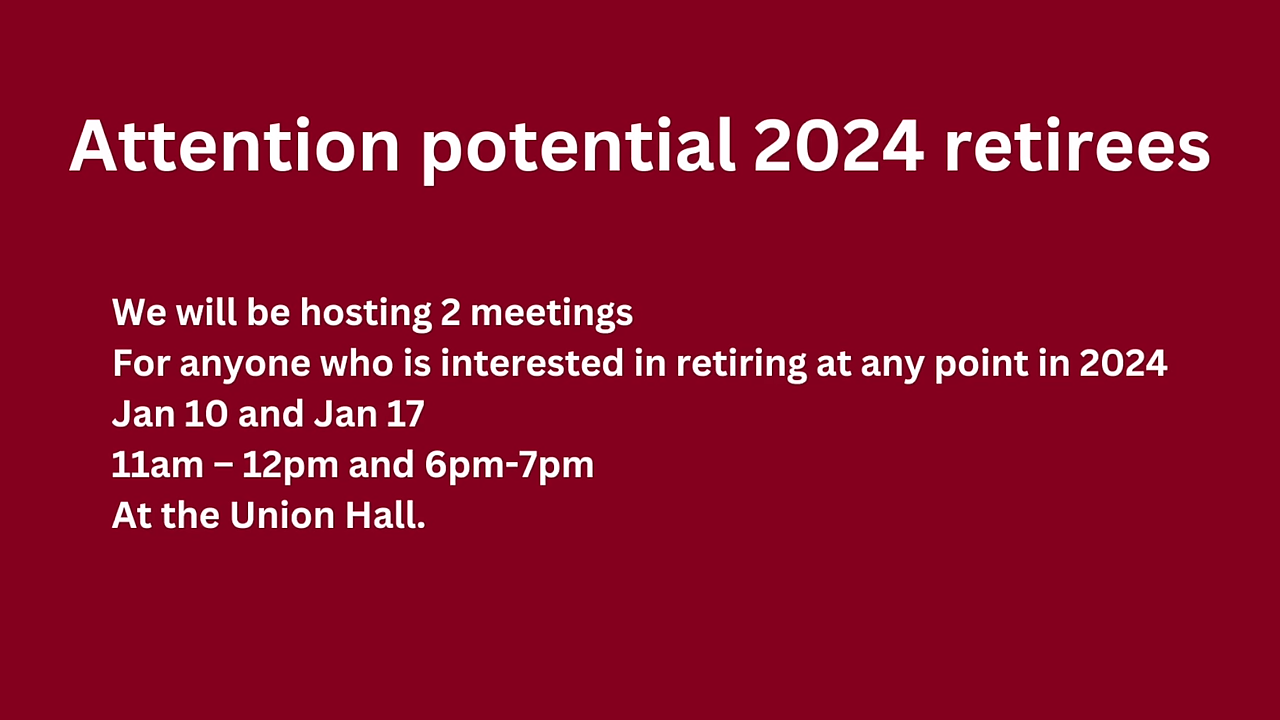 Attention potential 2024 retirees
We will be hosting 2 meetings
For anyone who is interested in retiring at any point in 2024
Jan 10 and Jan 17
11am – 12pm and 6pm-7pm
At the Union Hall.